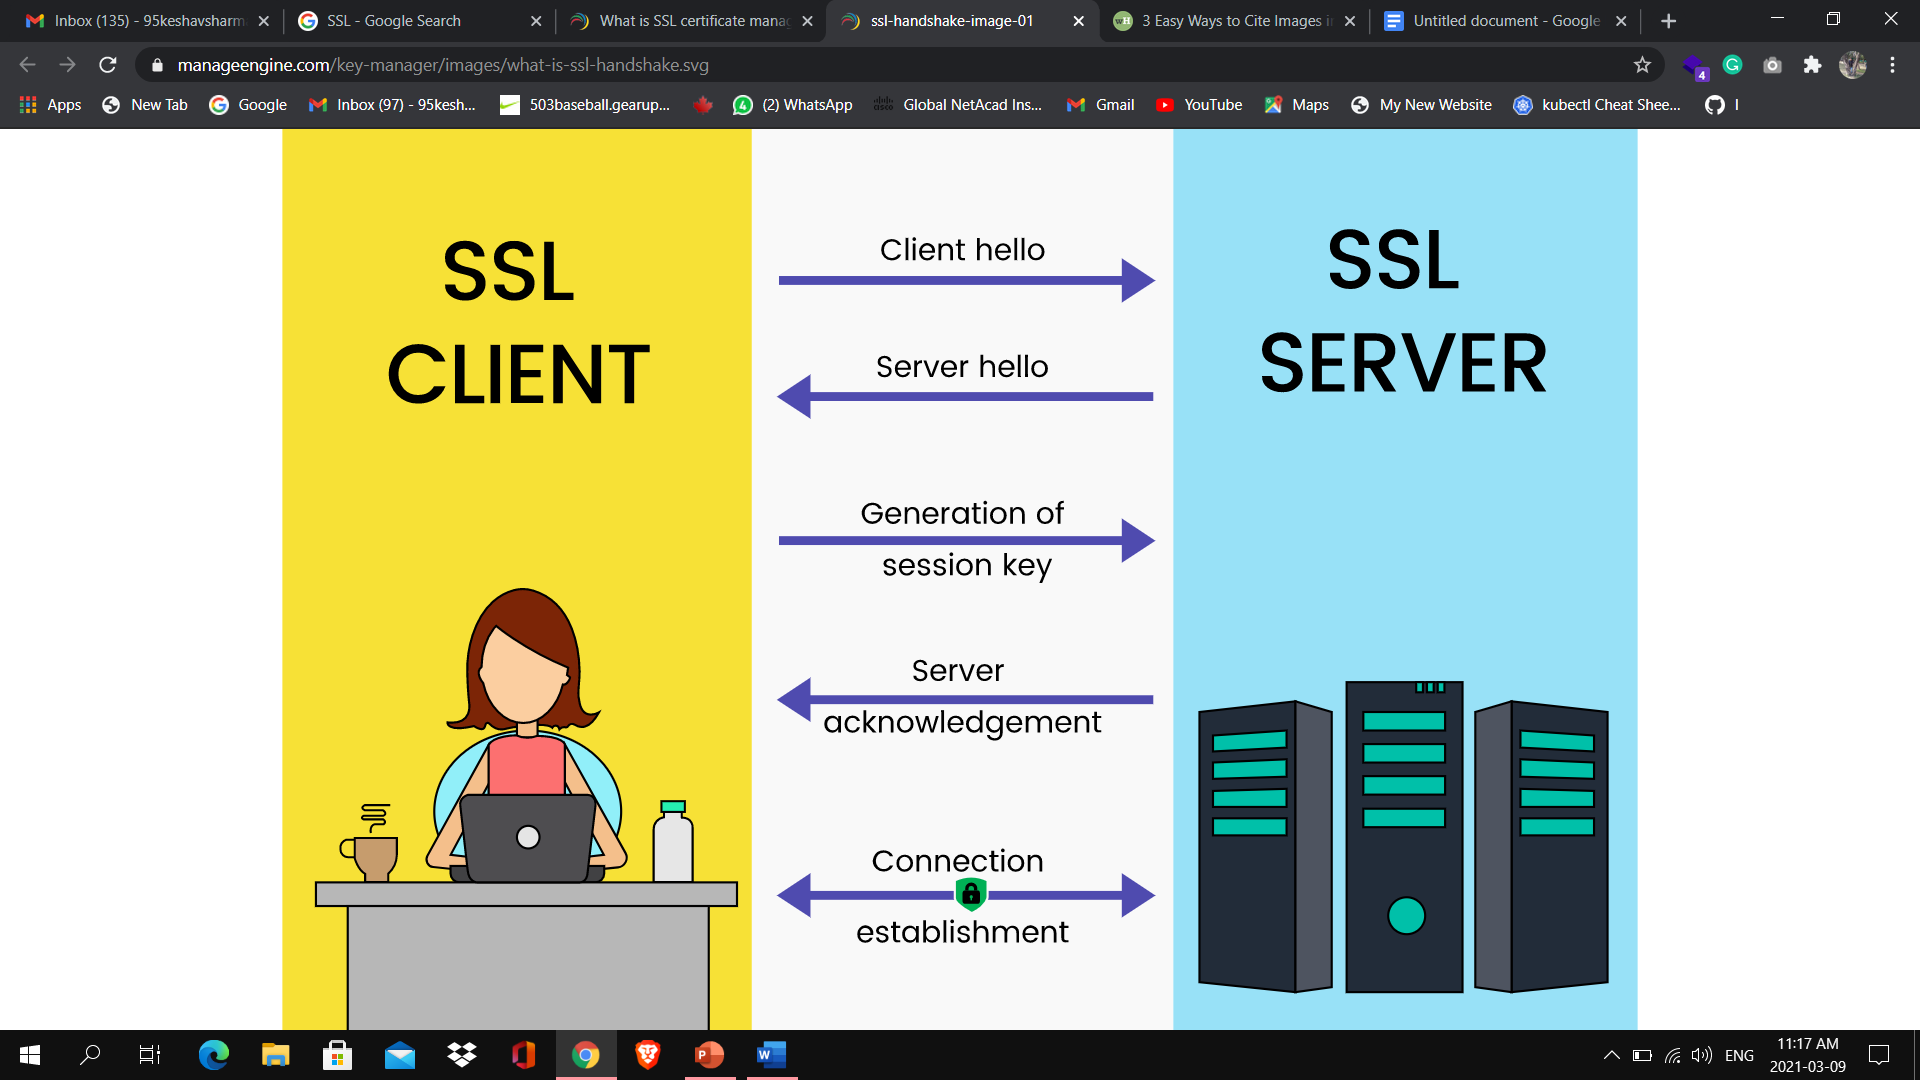 Inbox (135) - 95keshavsharm
SSL - Google Search
What is SSL certificate mana
ssl-handshake-image-01
3 Easy Ways to Cite Images i
Untitled document - Google
manageengine.com/key-manager/images/what-is-ssl-handshake.svg
4
Apps
New Tab
Google
Inbox (97) - 95kesh...
503baseball.gearup...
4
(2) WhatsApp
cisco
Global NetAcad Ins...
Gmail
YouTube
Maps
My New Website
kubectl Cheat Shee...
I
SSL
CLIENT
Client hello
Server hello
Generation of
session key
Server
acknowledgement
Connection
establishment
SSL
SERVER
ENG
11:17 AM
2021-03-09